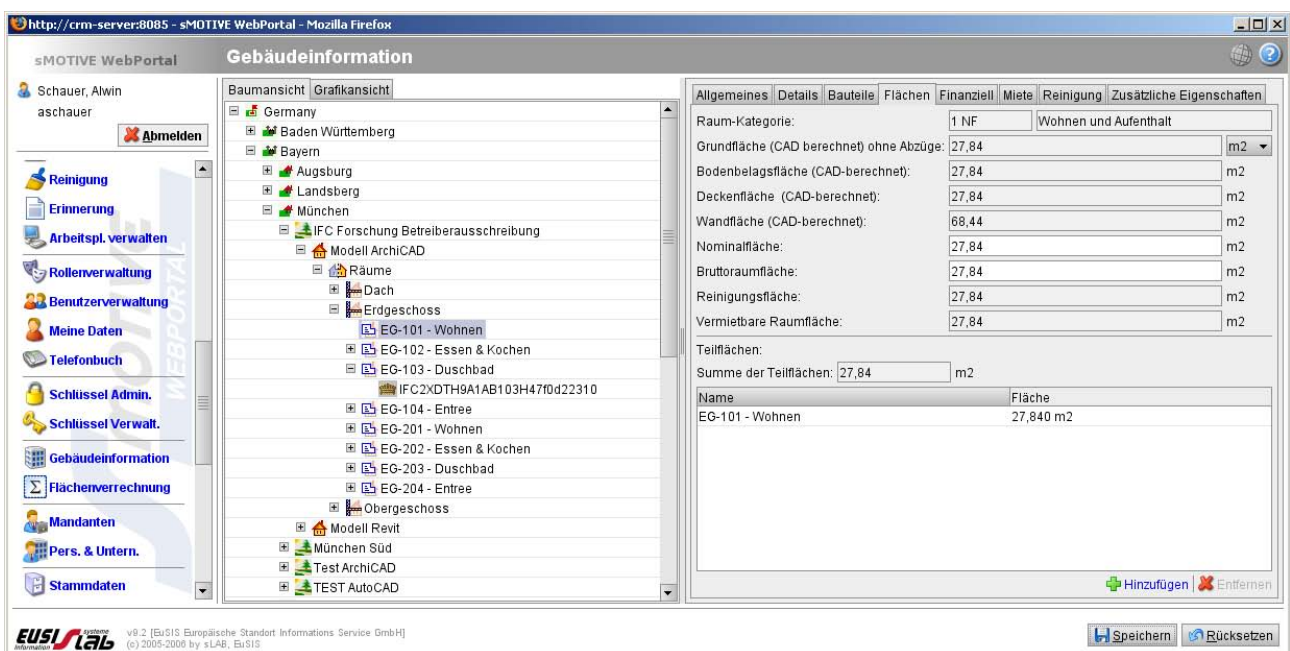 http://crm-server:8085 - sMOTIVE WebPortal - Mozilla Firefox
sMOTIVE WebPortal
Gebäudeinformation
Schauer, Alwin
aschauer
Abmelden
Reinigung
Erinnerung
Arbeitspl. verwalten
Rollenverwaltung
Benutzerverwaltung
Meine Daten
Telefonbuch
Schlüssel Admin.
Schlüssel Verwalt.
Gebäudeinformation
Flächenverrechnung
Mandanten
Pers. & Untern.
Stammdaten
sMOTIVE
WEBPORTAL
Baumansicht Grafikansicht
Germany
Baden Württemberg
Bayern
Augsburg
Landsberg
München
IFC Forschung Betreiberausschreibung
Modell ArchiCAD
Räume
Dach
Erdgeschoss
EG-101 - Wohnen
EG-102 - Essen & Kochen
EG-103 - Duschbad
IFC2XDTH9A1AB103H47f0d22310
EG-104 - Entree
EG-201 - Wohnen
EG-202 - Essen & Kochen
EG-203 - Duschbad
EG-204 - Entree
Obergeschoss
Modell Revit
München Süd
Test ArchiCAD
TEST AutoCAD
Allgemeines Details Bauteile Flächen Finanziell Miete Reinigung Zusätzliche Eigenschaften
Raum-Kategorie: 1 NF Wohnen und Aufenthalt
Grundfläche (CAD berechnet) ohne Abzüge: 27,84 m2
Bodenbelagsfläche (CAD-berechnet): 27,84 m2
Deckenfläche (CAD-berechnet): 27,84 m2
Wandfläche (CAD-berechnet): 68,44 m2
Nominalfläche: 27,84 m2
Bruttoraumfläche: 27,84 m2
Reinigungsfläche: 27,84 m2
Vermietbare Raumfläche: 27,84 m2
Teilflächen:
Summe der Teilflächen: 27,84 m2
Name Fläche
EG-101 - Wohnen 27,840 m2
Hinzufügen Entfernen
EUSI systeme
Information sLab
v9.2 [EuSIS Europäische Standort Informations Service GmbH]
(c) 2005-2006 by sLAB, EuSIS
Speichern Rücksetzen